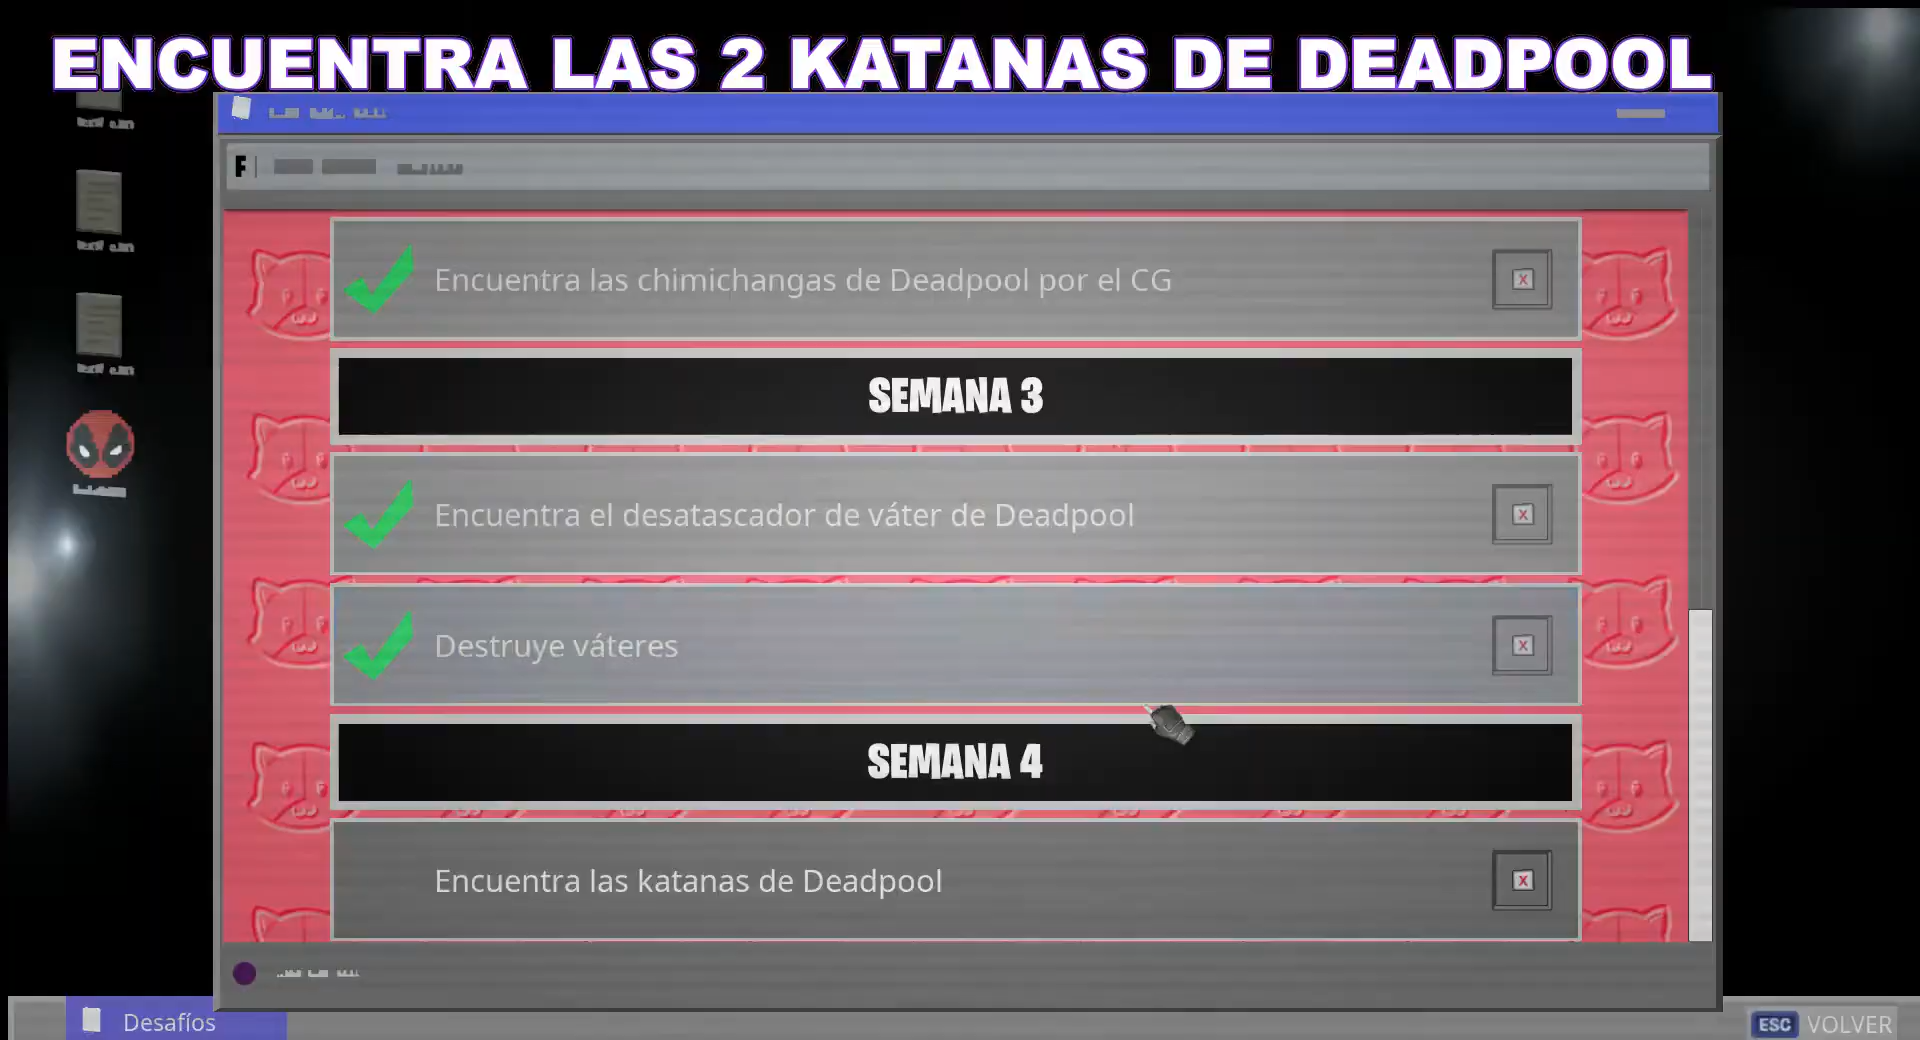 ENCUENTRA LAS 2 KATANAS DE DEADPOOL
F
Encuentra las chimichangas de Deadpool por el CG
X
SEMANA 3
Encuentra el desatascador de váter de Deadpool
X
Destruye váteres
X
SEMANA 4
Encuentra las katanas de Deadpool
X
Desafíos
ESC VOLVER